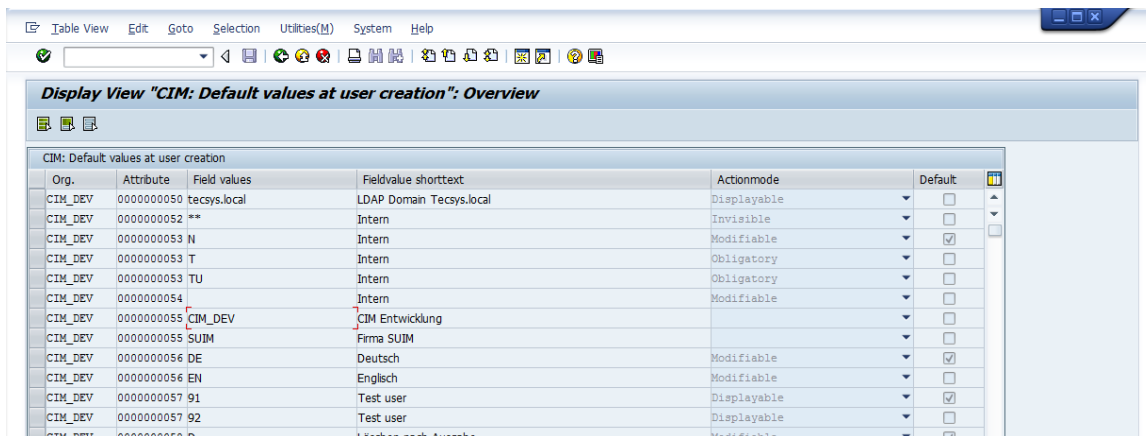 Table View Edit Goto Selection Utilities(M) System Help
Display View "CIM: Default values at user creation": Overview
CIM: Default values at user creation
Org. Attribute Field values Fieldvalue shorttext Actionmode Default
CIM_DEV 0000000050 tecsys.local LDAP Domain Tecsys.local Displayable
CIM_DEV 0000000052 ** Intern Invisible
CIM_DEV 0000000053 N Intern Modifiable
CIM_DEV 0000000053 T Intern Obligatory
CIM_DEV 0000000053 TU Intern Obligatory
CIM_DEV 0000000054 Intern Modifiable
CIM_DEV 0000000055 CIM_DEV CIM Entwicklung
CIM_DEV 0000000055 SUIM Firma SUIM
CIM_DEV 0000000056 DE Deutsch Modifiable
CIM_DEV 0000000056 EN Englisch Modifiable
CIM_DEV 0000000057 91 Test user Displayable
CIM_DEV 0000000057 92 Test user Displayable